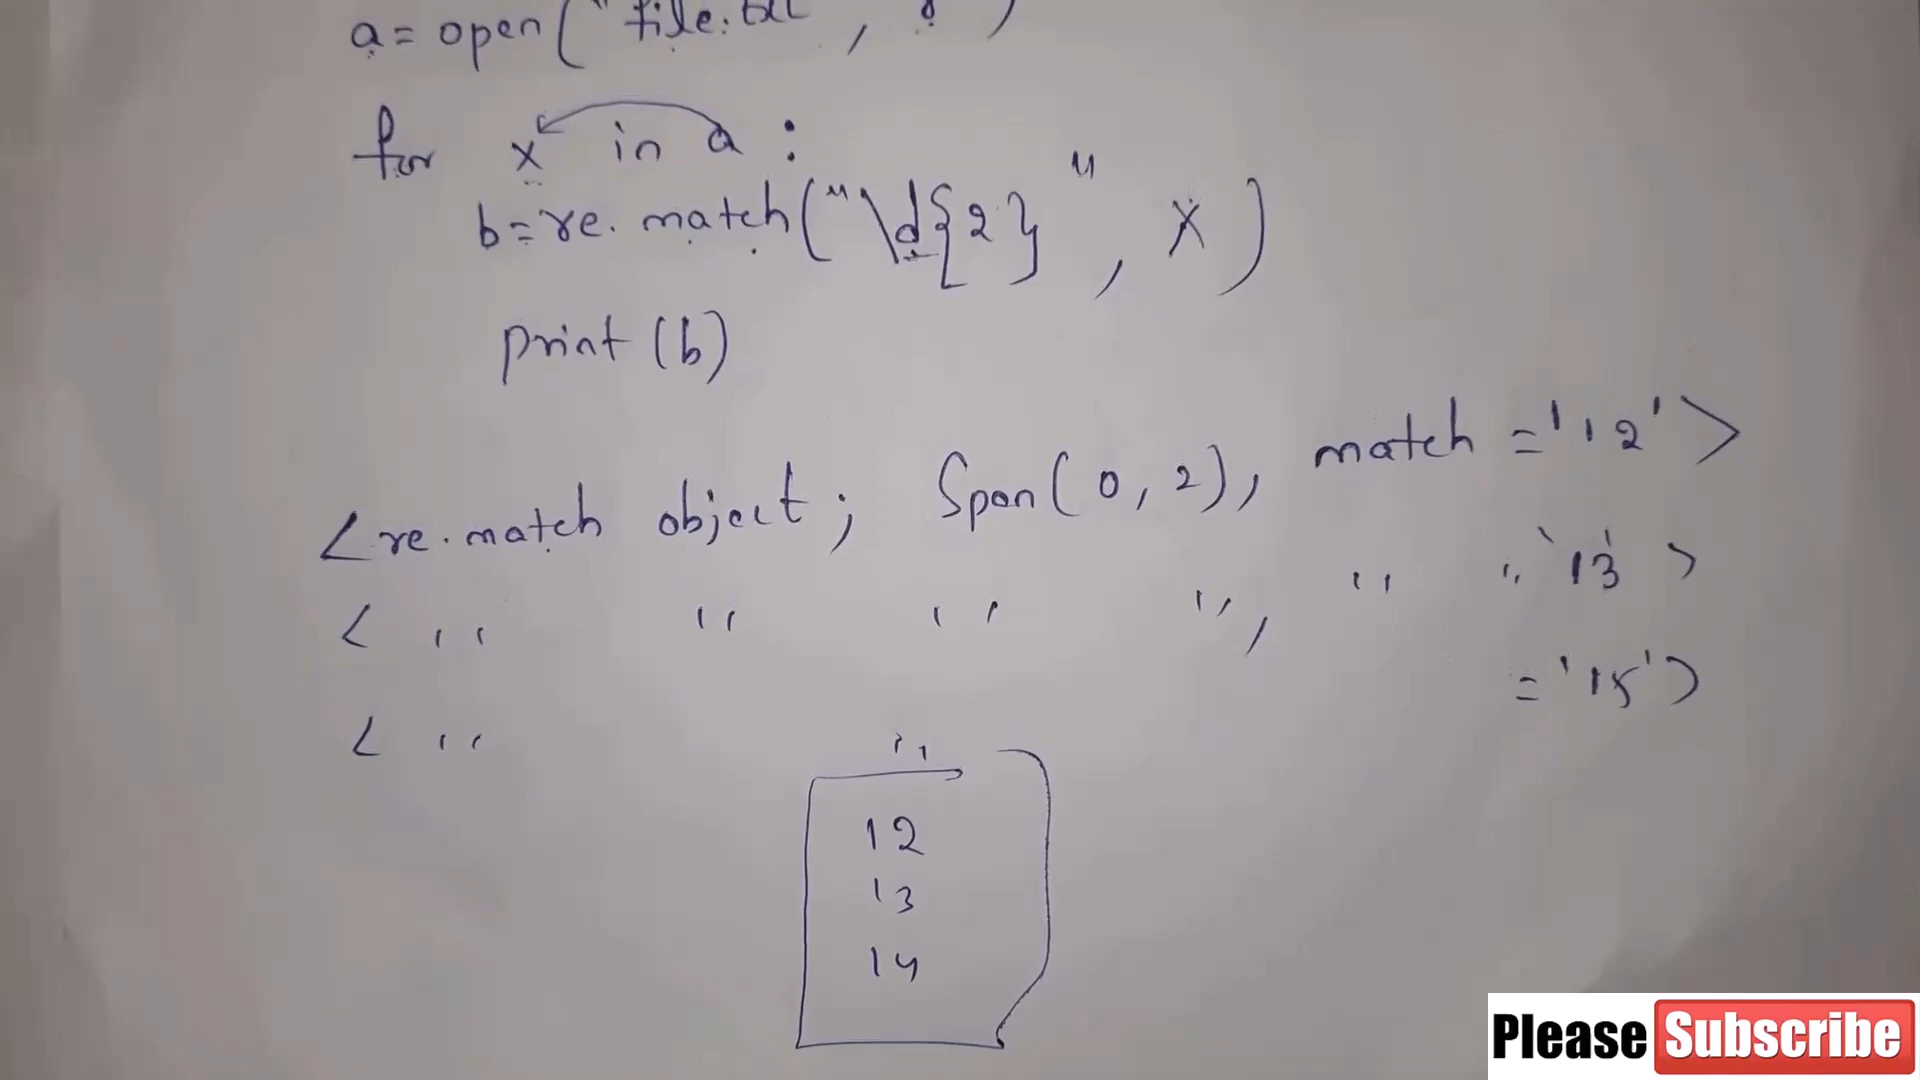 a = open("file.txt", r)
for x in a :
b = re. match("\d{2}", x)
print (b)
< re. match object ; Span(0, 2), match = '12' >
< ,, ,, ,, ,, , ,, ,, '13' >
< ,, ,, = '15' >
12
13
14
Please Subscribe